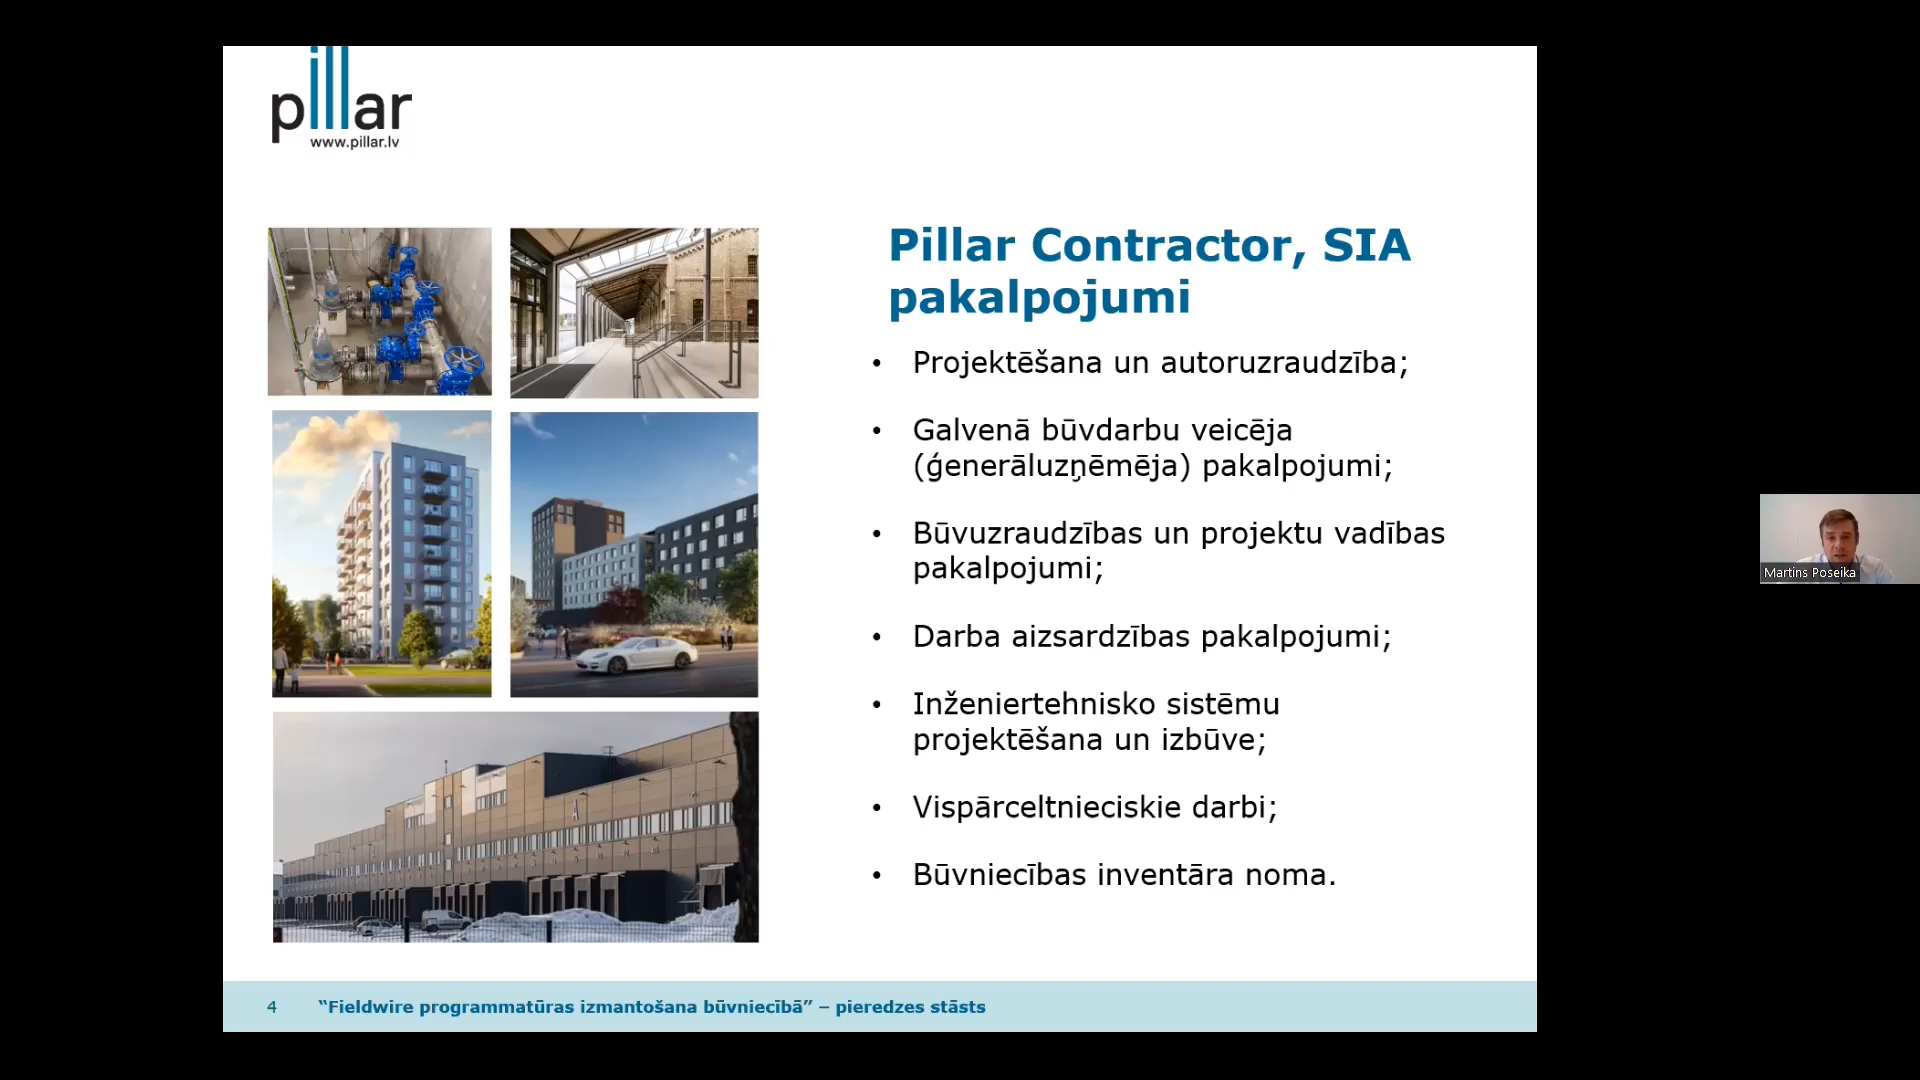 pillar
www.pillar.lv
Pillar Contractor, SIA
pakalpojumi
• Projektēšana un autoruzraudzība;
• Galvenā būvdarbu veicēja
(ģenerāluzņēmēja) pakalpojumi;
• Būvuzraudzības un projektu vadības
pakalpojumi;
• Darba aizsardzības pakalpojumi;
• Inženiertehnisko sistēmu
projektēšana un izbūve;
• Vispārceltnieciskie darbi;
• Būvniecības inventāra noma.
Martins Poseika
4 “Fieldwire programmatūras izmantošana būvniecībā” – pieredzes stāsts